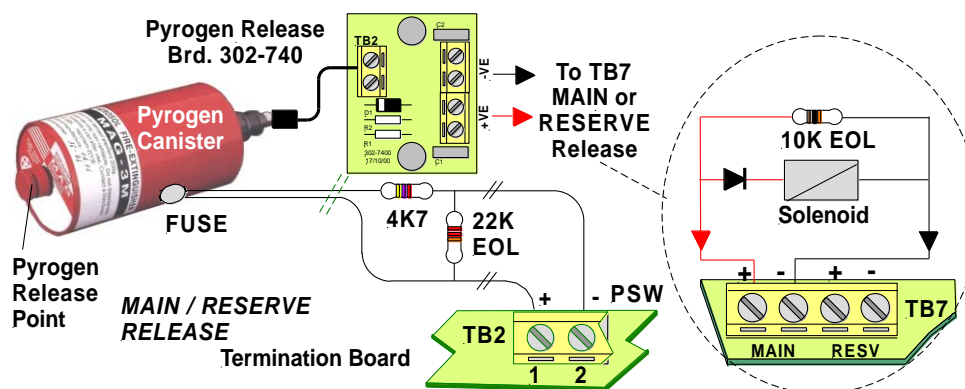 Pyrogen Release
Brd. 302-740
TB2
C2
-VE
+VE
D1
R2
R1
302-7400
17/10/00
C1
To TB7
MAIN or
RESERVE
Release
10K EOL
Solenoid
Pyrogen
Canister
MAG - 3M
FUSE
4K7
22K
EOL
Pyrogen
Release
Point
MAIN / RESERVE
RELEASE
Termination Board
+
- PSW
TB2
1
2
+
-
+
-
TB7
MAIN
RESV